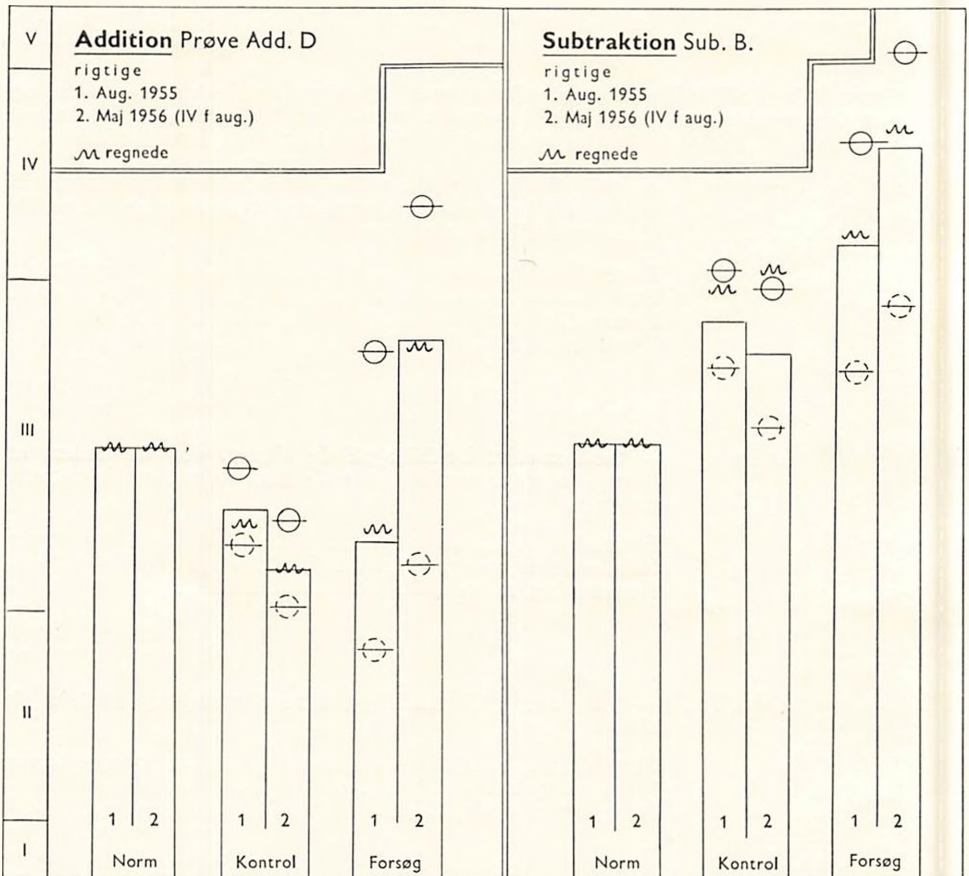 V
IV
III
II
I
Addition Prøve Add. D
rigtige
1. Aug. 1955
2. Maj 1956 (IV f aug.)
regnede
1 2
Norm
1 2
Kontrol
1 2
Forsøg
Subtraktion Sub. B.
rigtige
1. Aug. 1955
2. Maj 1956 (IV f aug.)
regnede
1 2
Norm
1 2
Kontrol
1 2
Forsøg